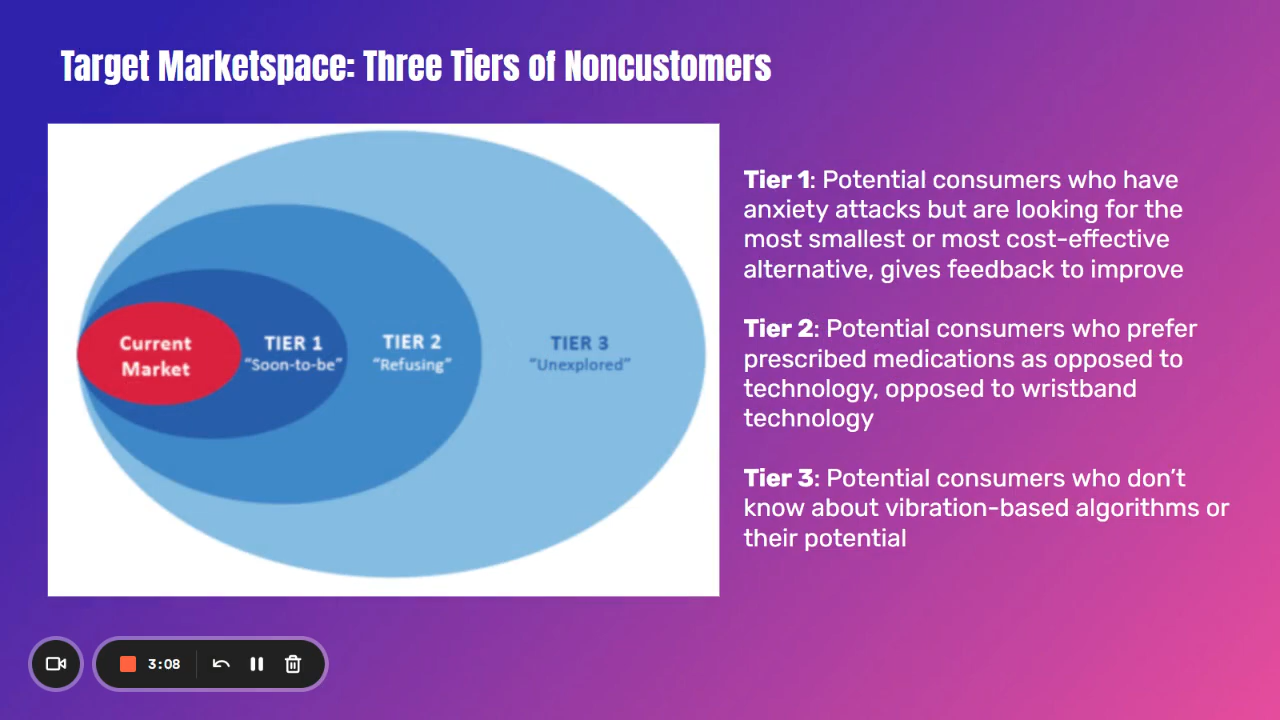 Target Marketspace: Three Tiers of Noncustomers
Current
Market
TIER 1
“Soon-to-be”
TIER 2
“Refusing”
TIER 3
“Unexplored”
Tier 1: Potential consumers who have
anxiety attacks but are looking for the
most smallest or most cost-effective
alternative, gives feedback to improve
Tier 2: Potential consumers who prefer
prescribed medications as opposed to
technology, opposed to wristband
technology
Tier 3: Potential consumers who don’t
know about vibration-based algorithms or
their potential
3:08